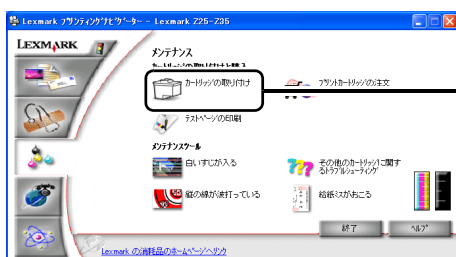 Lexmark プリンティングナビゲーター - Lexmark Z25-Z35
LEXMARK
メンテナンス
カートリッジの取り付け
プリントカートリッジの注文
テストページの印刷
メンテナンスツール
白いすじが入る
その他のカートリッジに関するトラブルシューティング
縦の線が波打っている
給紙ミスがおこる
終了
ヘルプ
Lexmark の消耗品のホームページへリンク